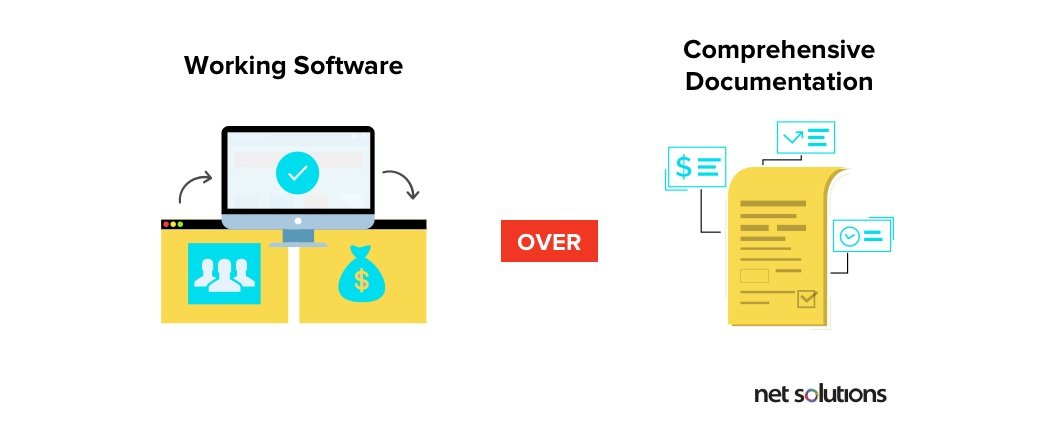 Working Software
Comprehensive
Documentation
$
$
OVER
net solutions